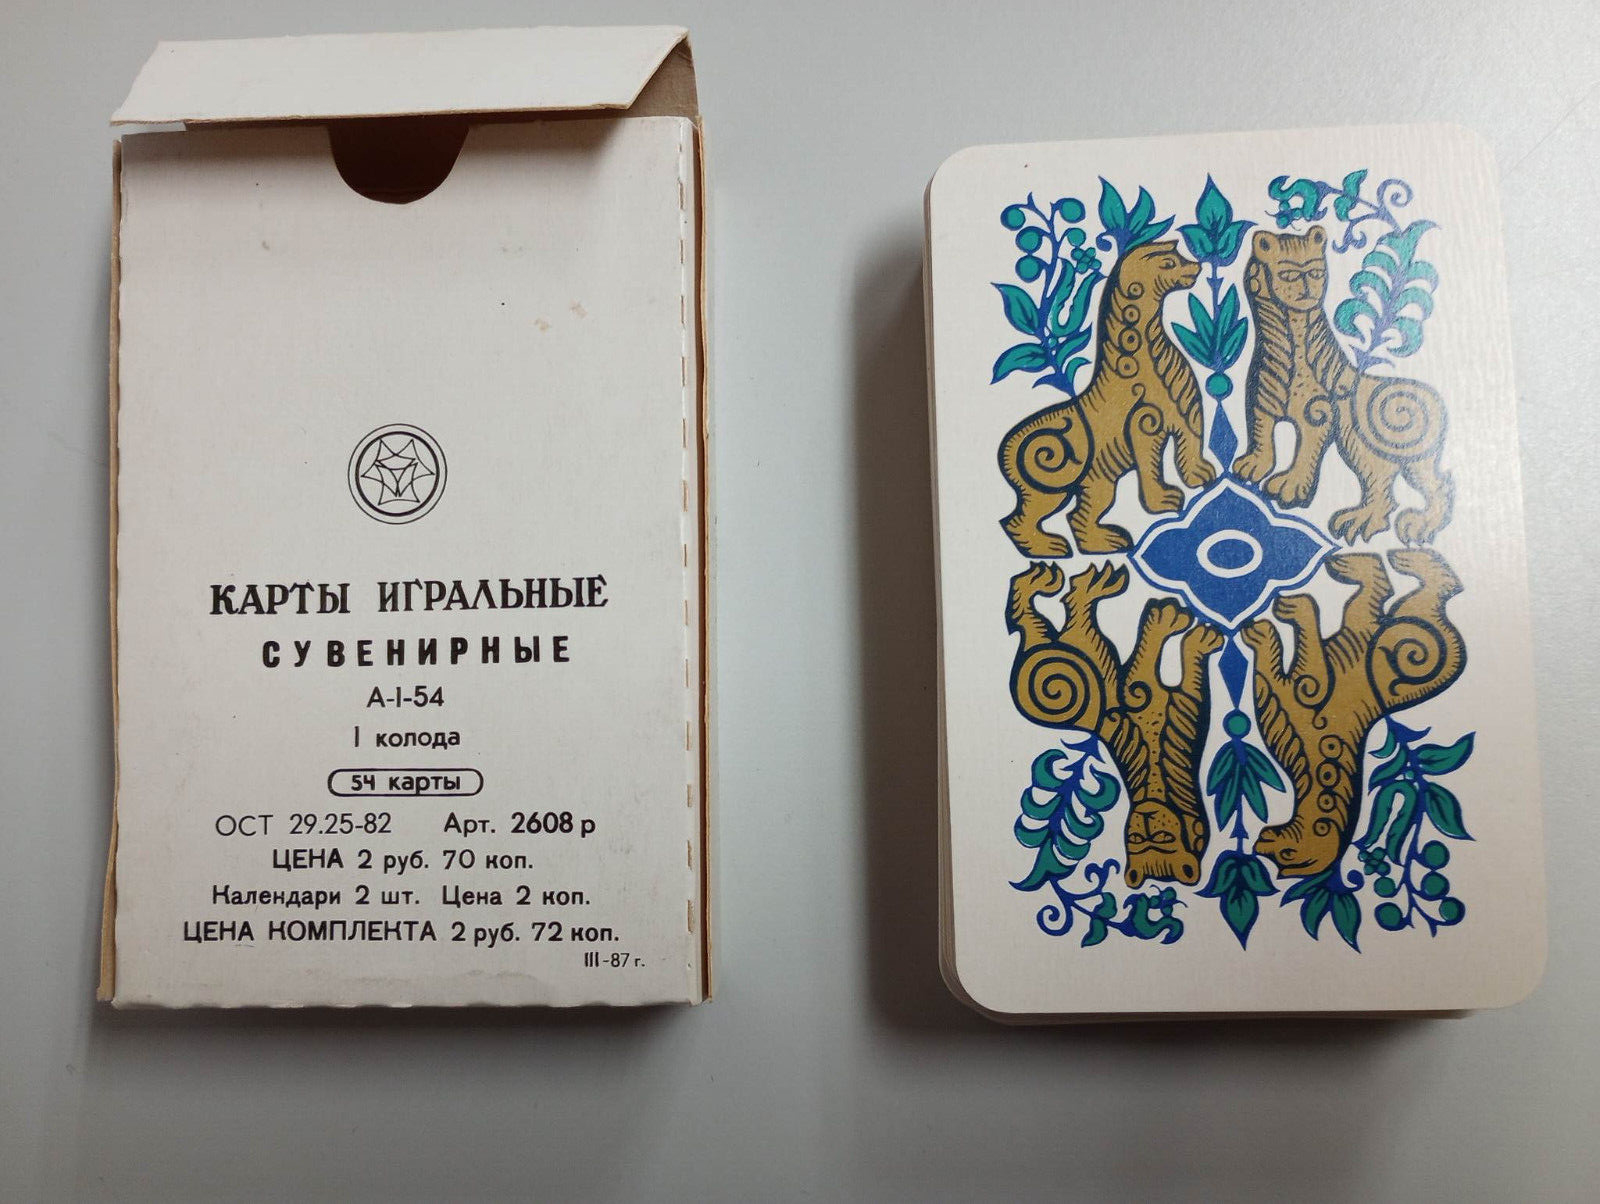 КАРТЫ ИГРАЛЬНЫЕ
СУВЕНИРНЫЕ
А-I-54
I колода
54 карты
ОСТ 29.25-82 Арт. 2608 р
ЦЕНА 2 руб. 70 коп.
Календари 2 шт. Цена 2 коп.
ЦЕНА КОМПЛЕКТА 2 руб. 72 коп.
III-87 г.